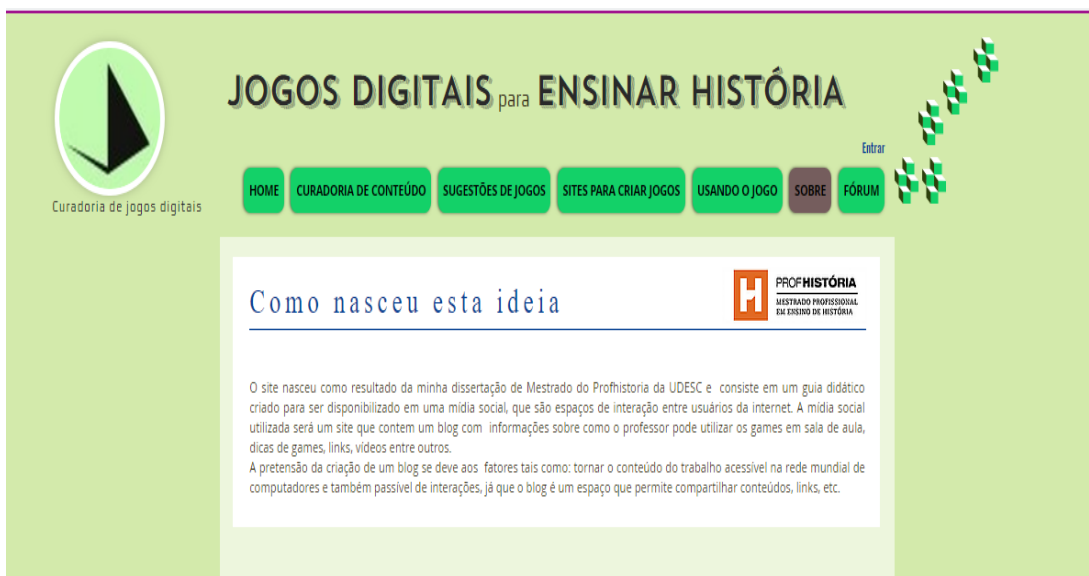 JOGOS DIGITAIS para ENSINAR HISTÓRIA
Entrar
HOME CURADORIA DE CONTEÚDO SUGESTÕES DE JOGOS SITES PARA CRIAR JOGOS USANDO O JOGO SOBRE FÓRUM
Curadoria de jogos digitais
Como nasceu esta ideia
H
PROFHISTÓRIA
MESTRADO PROFISSIONAL
EM ENSINO DE HISTÓRIA
O site nasceu como resultado da minha dissertação de Mestrado do Profhistoria da UDESC e consiste em um guia didático
criado para ser disponibilizado em uma mídia social, que são espaços de interação entre usuários da internet. A mídia social
utilizada será um site que contem um blog com informações sobre como o professor pode utilizar os games em sala de aula,
dicas de games, links, vídeos entre outros.
A pretensão da criação de um blog se deve aos fatores tais como: tornar o conteúdo do trabalho acessível na rede mundial de
computadores e também passível de interações, já que o blog é um espaço que permite compartilhar conteúdos, links, etc.